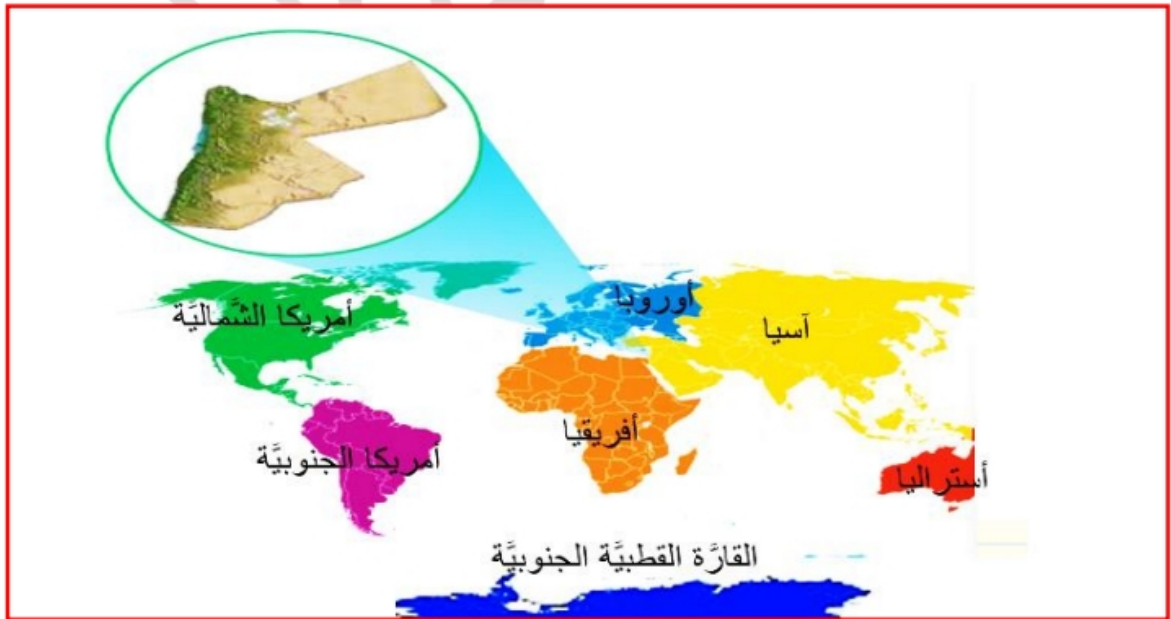 أوروبا
أمريكا الشَّماليَّة
آسيا
أفريقيا
أمريكا الجنوبيَّة
أستراليا
القارَّة القطبيَّة الجنوبيَّة